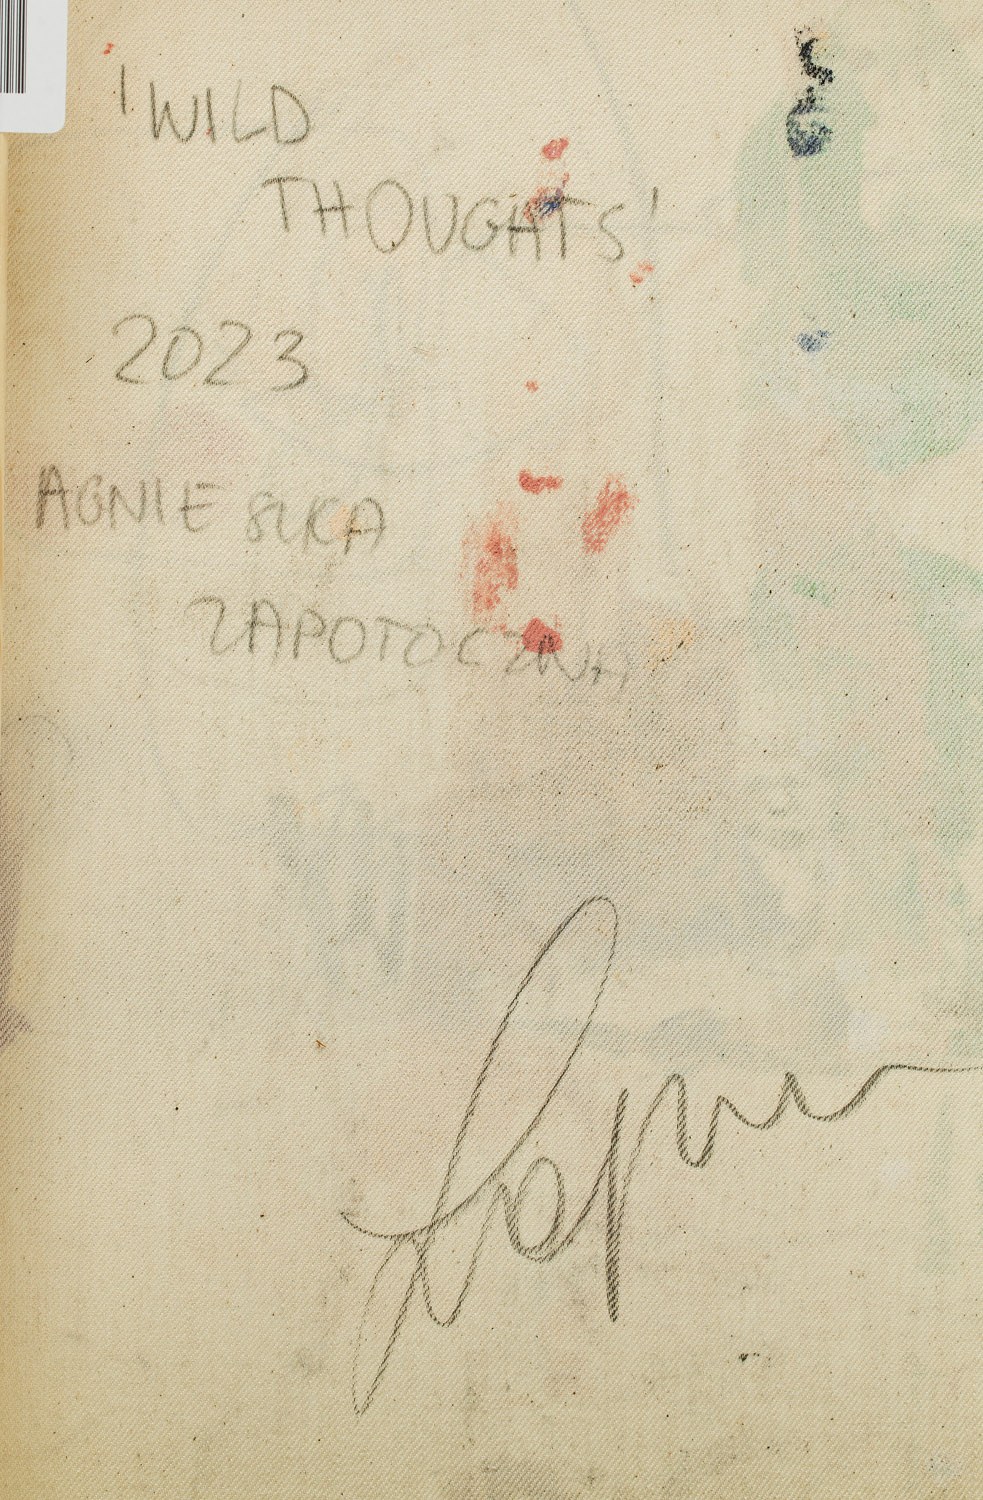 'WILD
THOUGHTS'
2023
AGNIESZKA
ZAPOTOCZNA